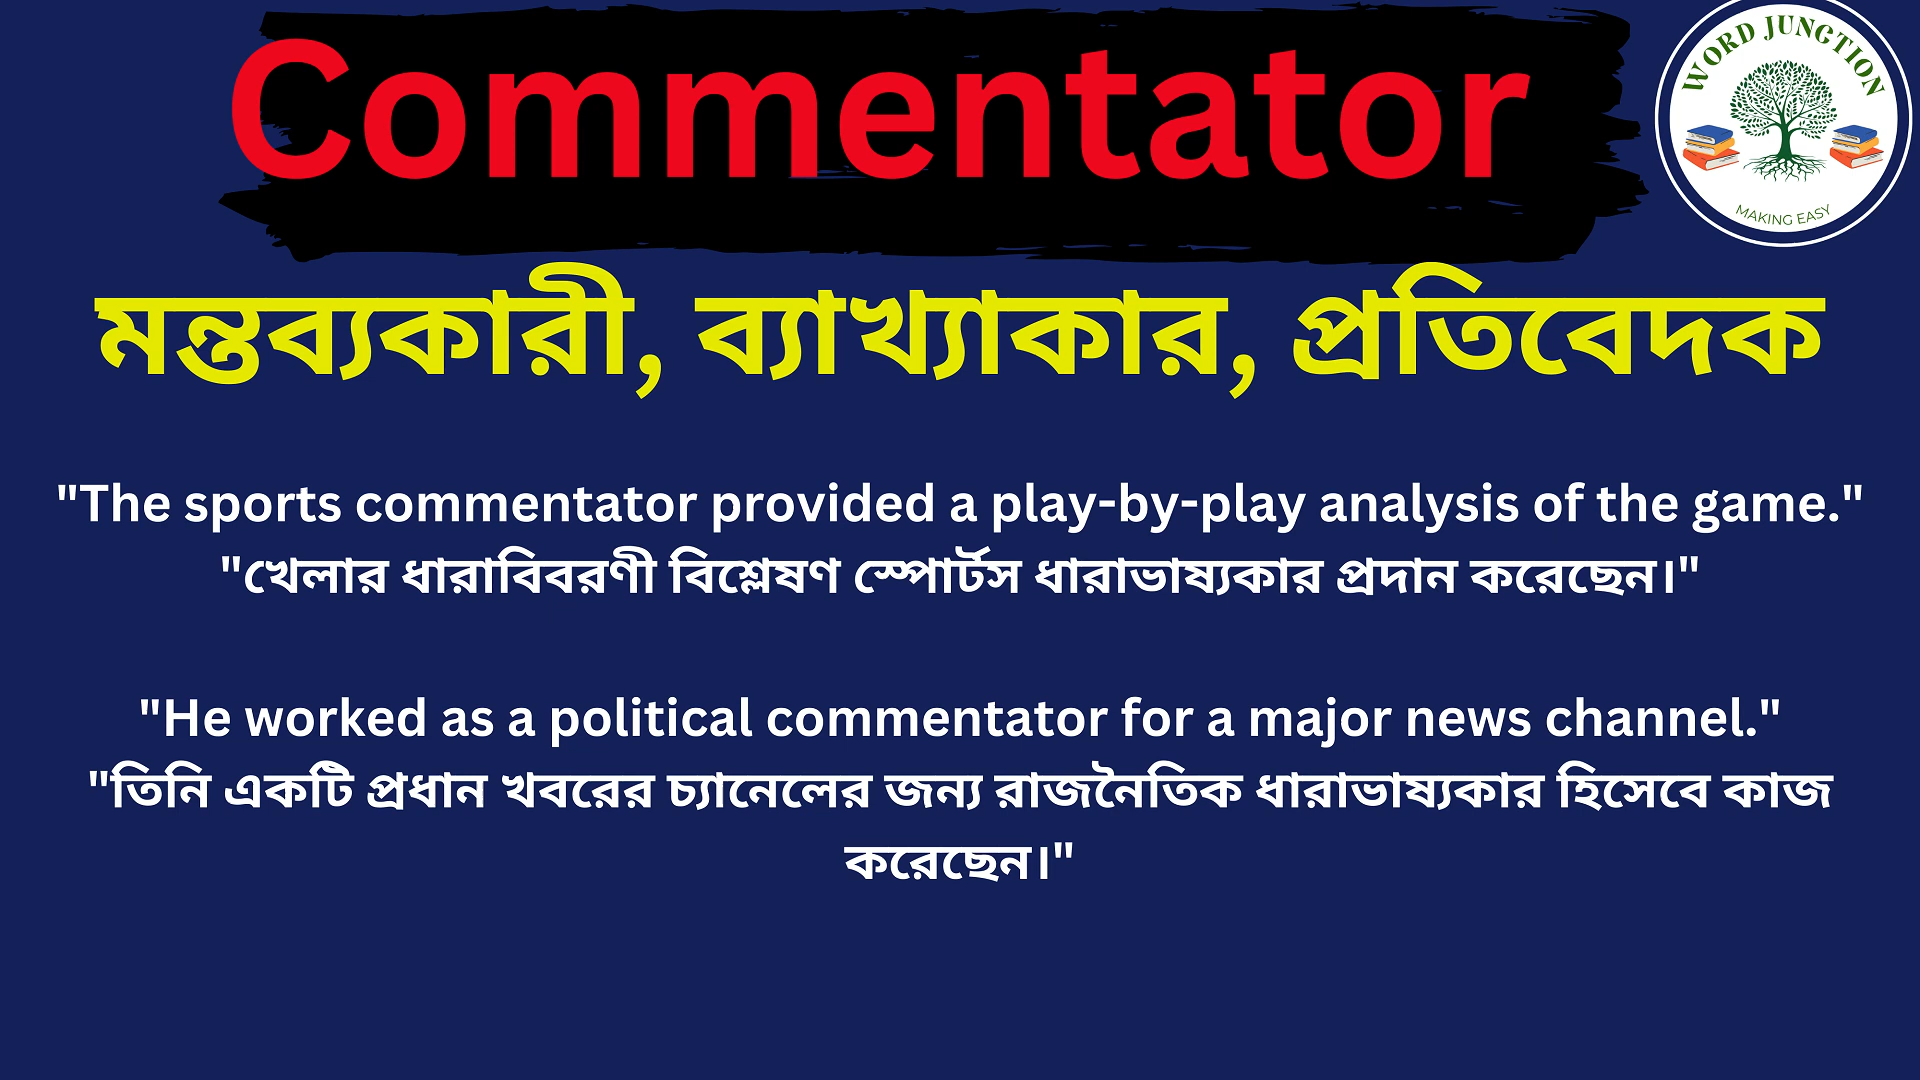 Commentator
WORD JUNCTION
MAKING EASY
মন্তব্যকারী, ব্যাখ্যাকার, প্রতিবেদক
"The sports commentator provided a play-by-play analysis of the game."
"খেলার ধারাবিবরণী বিশ্লেষণ স্পোর্টস ধারাভাষ্যকার প্রদান করেছেন।"
"He worked as a political commentator for a major news channel."
"তিনি একটি প্রধান খবরের চ্যানেলের জন্য রাজনৈতিক ধারাভাষ্যকার হিসেবে কাজ
করেছেন।"